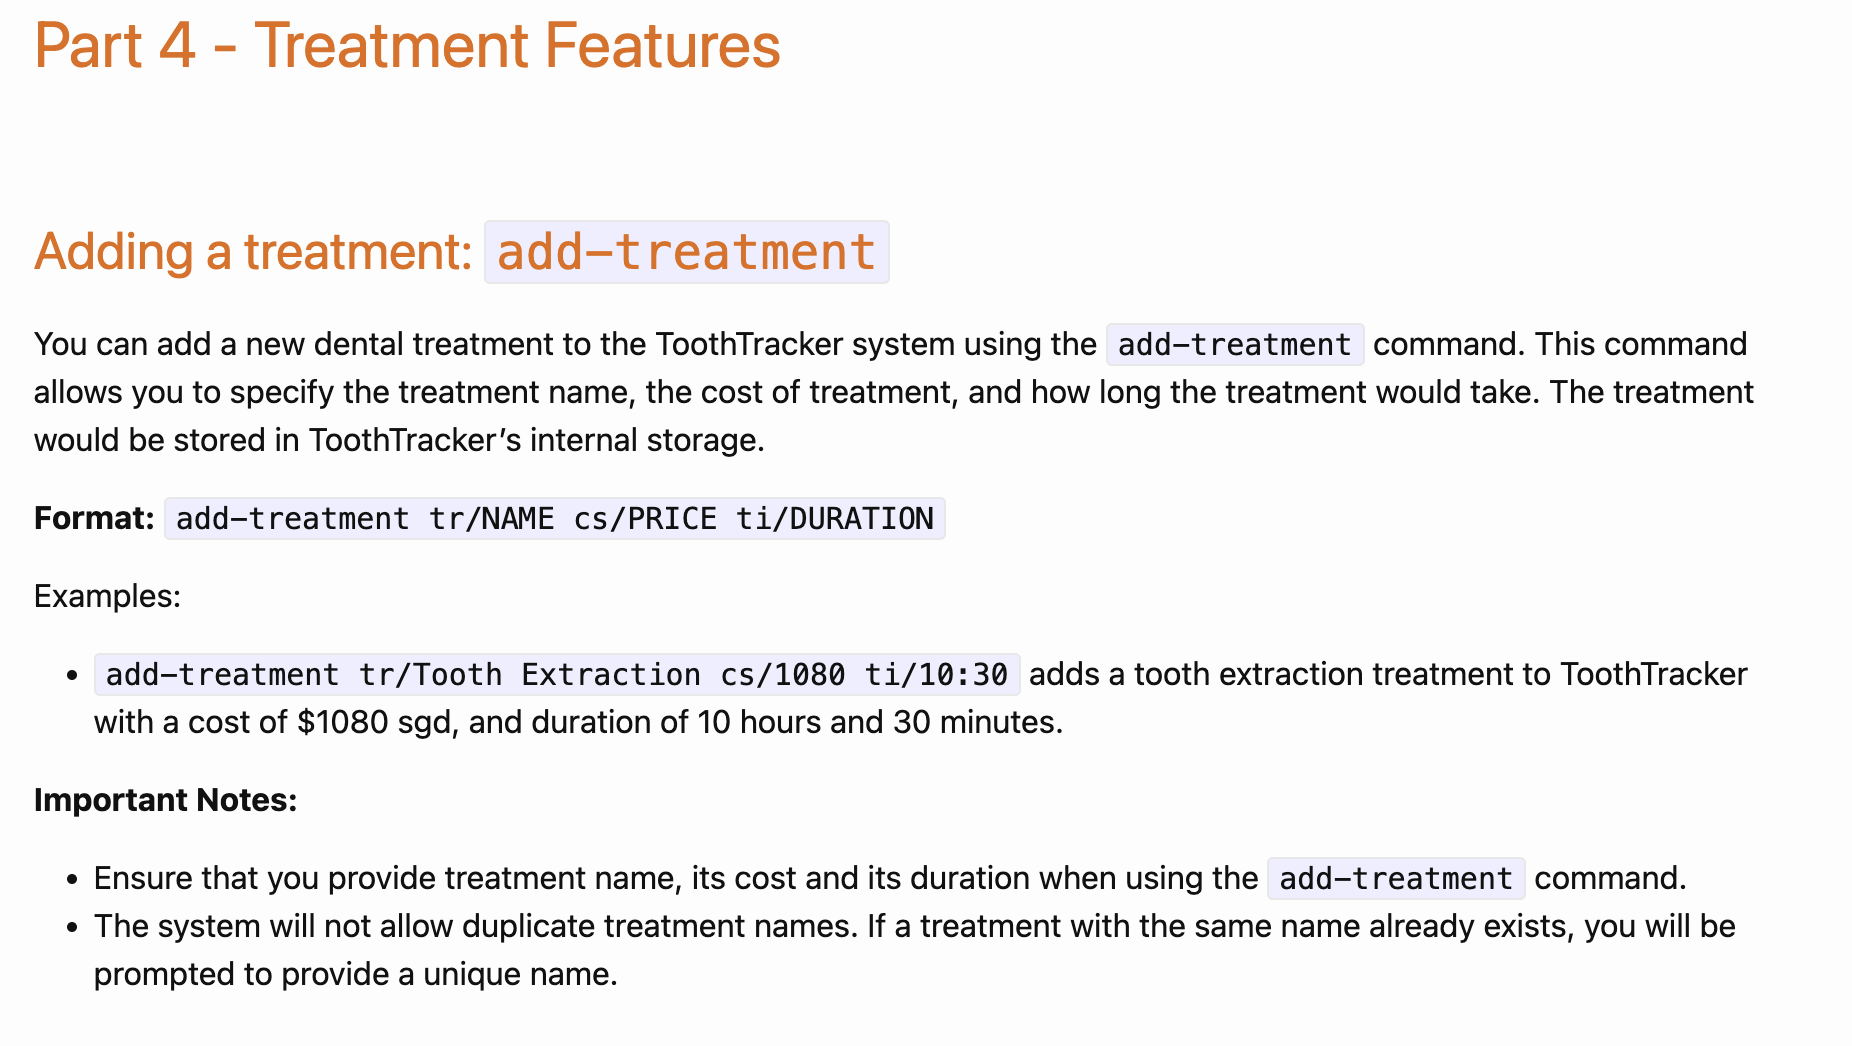 Part 4 - Treatment Features
Adding a treatment: add-treatment
You can add a new dental treatment to the ToothTracker system using the add-treatment command. This command
allows you to specify the treatment name, the cost of treatment, and how long the treatment would take. The treatment
would be stored in ToothTracker’s internal storage.
Format: add-treatment tr/NAME cs/PRICE ti/DURATION
Examples:
• add-treatment tr/Tooth Extraction cs/1080 ti/10:30 adds a tooth extraction treatment to ToothTracker
with a cost of $1080 sgd, and duration of 10 hours and 30 minutes.
Important Notes:
• Ensure that you provide treatment name, its cost and its duration when using the add-treatment command.
• The system will not allow duplicate treatment names. If a treatment with the same name already exists, you will be
prompted to provide a unique name.